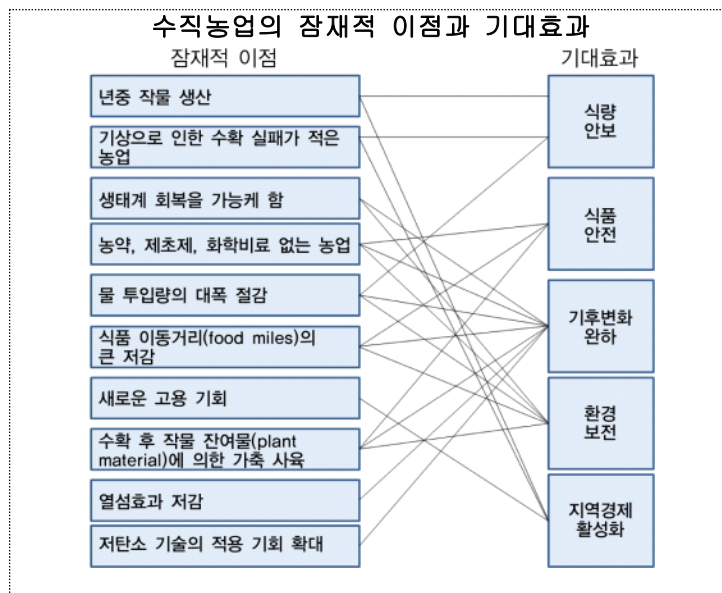 수직농업의 잠재적 이점과 기대효과
잠재적 이점
기대효과
년중 작물 생산
기상으로 인한 수확 실패가 적은
농업
생태계 회복을 가능케 함
농약, 제초제, 화학비료 없는 농업
물 투입량의 대폭 절감
식품 이동거리(food miles)의
큰 저감
새로운 고용 기회
수확 후 작물 잔여물(plant
material)에 의한 가축 사육
열섬효과 저감
저탄소 기술의 적용 기회 확대
식량
안보
식품
안전
기후변화
완하
환경
보전
지역경제
활성화